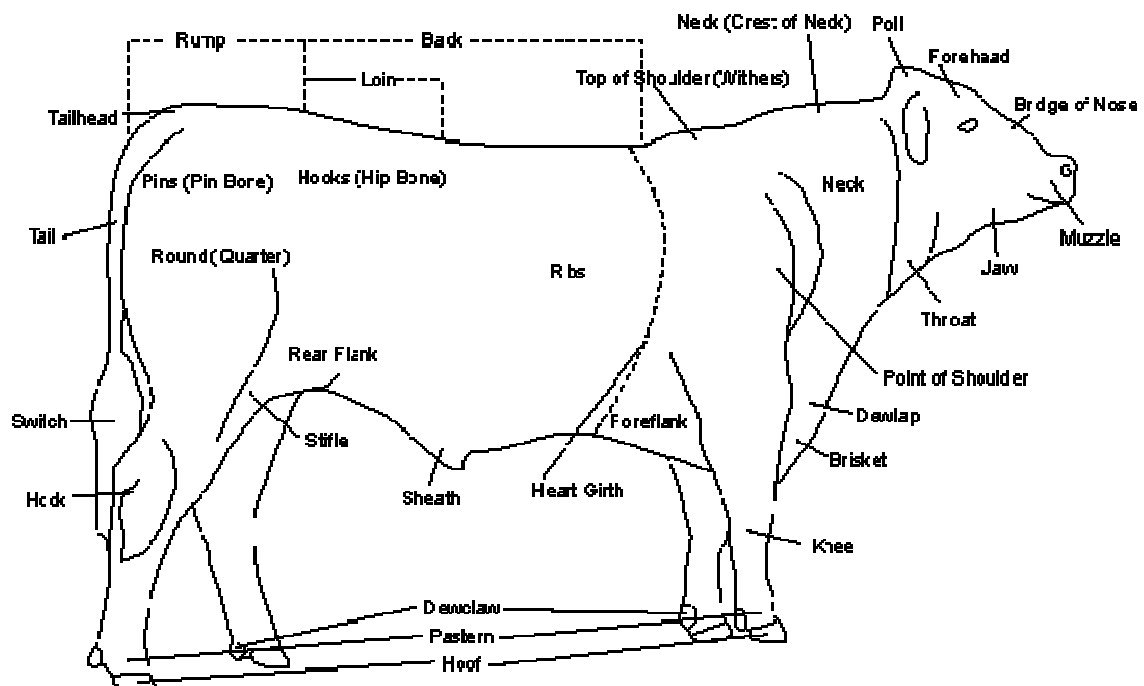 Neck (Crest of Neck)
Poll
Rump
Back
Forehead
Loin
Top of Shoulder (Withers)
Bridge of Nose
Tailhead
Pins (Pin Bone)
Hooks (Hip Bone)
Neck
Tail
Muzzle
Round (Quarter)
Ribs
Jaw
Throat
Rear Flank
Point of Shoulder
Switch
Foreflank
Dewlap
Stifle
Brisket
Hock
Sheath
Heart Girth
Knee
Dewclaw
Pastern
Hoof